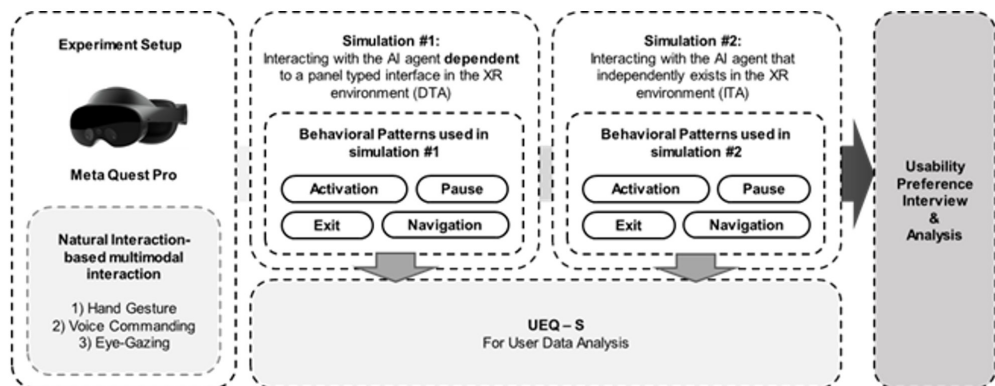 Experiment Setup
Meta Quest Pro
Natural Interaction-
based multimodal
interaction
1) Hand Gesture
2) Voice Commanding
3) Eye-Gazing
Simulation #1:
Interacting with the AI agent dependent
to a panel typed interface in the XR
environment (DTA)
Behavioral Patterns used in
simulation #1
Activation
Pause
Exit
Navigation
Simulation #2:
Interacting with the AI agent that
independently exists in the XR
environment (ITA)
Behavioral Patterns used in
simulation #2
Activation
Pause
Exit
Navigation
UEQ – S
For User Data Analysis
Usability
Preference
Interview
&
Analysis